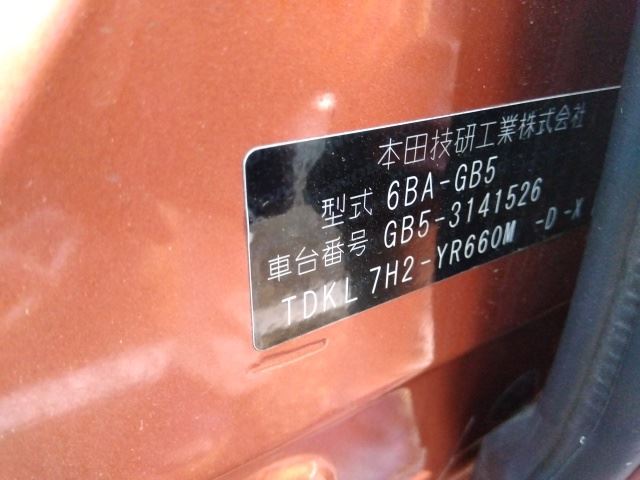 本田技研工業株式会社
型式 6BA-GB5
車台番号 GB5-3141526
TDKL 7H2-YR660M -D -X